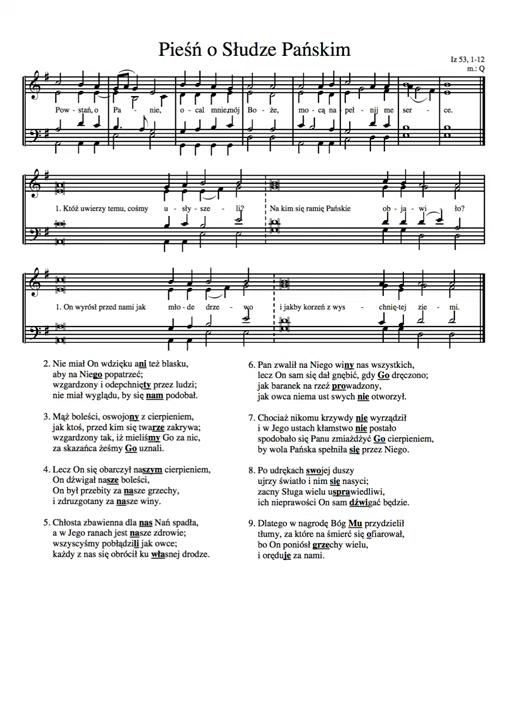 Pieśń o Słudze Pańskim
Iz 53, 1-12
m.: Q
Pow - stań, o Pa - nie, o - cal mnie, mój Bo - że, mo - cą na peł - nij me ser - ce.
1. Któż uwierzy temu, cośmy u - sły - sze - li? Na kim się ramię Pańskie ob - ja - wi - ło?
1. On wyrósł przed nami jak mło - de drze - wo i jakby korzeń z wys - chnię - tej zie - mi.
2. Nie miał On wdzięku ani też blasku,
aby na Niego popatrzeć;
wzgardzony i odepchnięty przez ludzi;
nie miał wyglądu, by się nam podobał.
3. Mąż boleści, oswojony z cierpieniem,
jak ktoś, przed kim się twarze zakrywa;
wzgardzony tak, iż mieliśmy Go za nic,
za skazańca żeśmy Go uznali.
4. Lecz On się obarczył naszym cierpieniem,
On dźwigał nasze boleści,
On był przebity za nasze grzechy,
i zdruzgotany za nasze winy.
5. Chłosta zbawienna dla nas Nań spadła,
a w Jego ranach jest nasze zdrowie;
wszyscyśmy pobłądzili jak owce;
każdy z nas się obrócił ku własnej drodze.
6. Pan zwalił na Niego winy nas wszystkich,
lecz On sam się dał gnębić, gdy Go dręczono;
jak baranek na rzeź prowadzony,
jak owca niema ust swych nie otworzył.
7. Chociaż nikomu krzywdy nie wyrządził
i w Jego ustach kłamstwo nie postało
spodobało się Panu zmiażdżyć Go cierpieniem,
by wola Pańska spełniła się przez Niego.
8. Po udrękach swojej duszy
ujrzy światło i nim się nasyci;
zacny Sługa wielu usprawiedliwi,
ich nieprawości On sam dźwigać będzie.
9. Dlatego w nagrodę Bóg Mu przydzielił
tłumy, za które na śmierć się ofiarował,
bo On poniósł grzechy wielu,
i oręduje za nami.